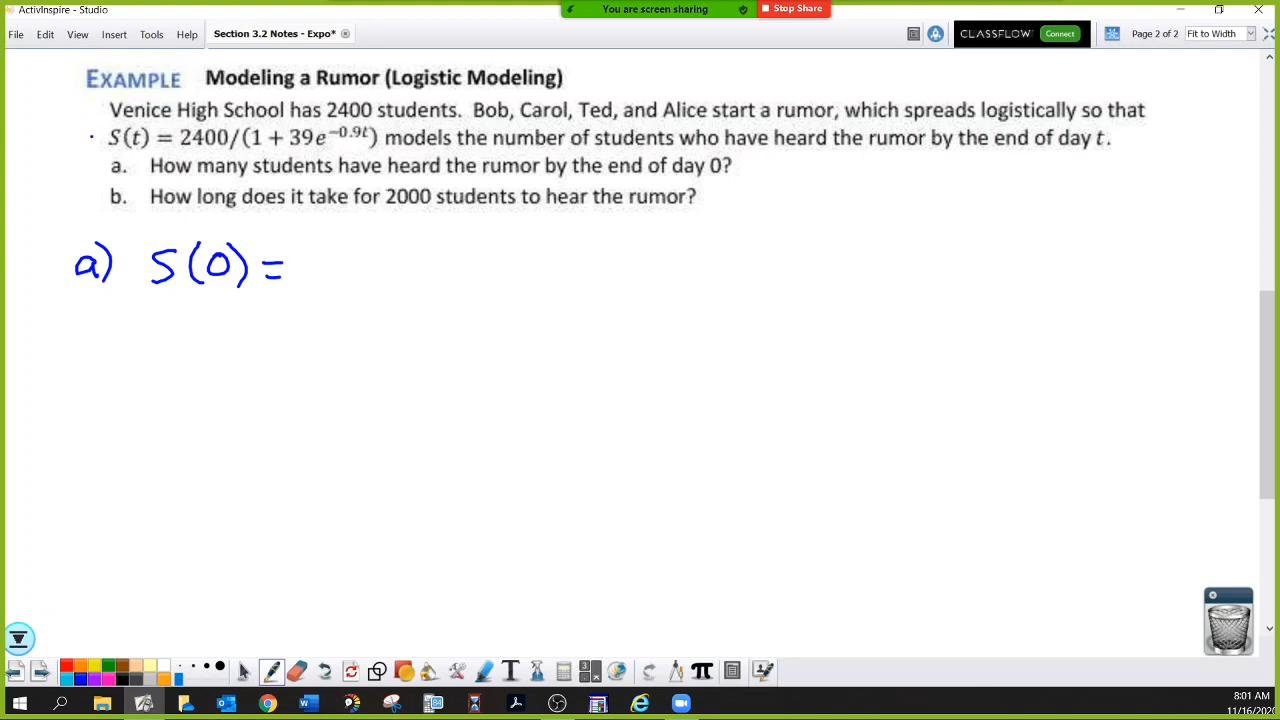 ActivInspire - Studio
You are screen sharing
Stop Share
File Edit View Insert Tools Help
Section 3.2 Notes - Expo*
CLASSFLOW Connect
Page 2 of 2
Fit to Width
EXAMPLE Modeling a Rumor (Logistic Modeling)
Venice High School has 2400 students. Bob, Carol, Ted, and Alice start a rumor, which spreads logistically so that
S(t) = 2400/(1 + 39e^−0.9t) models the number of students who have heard the rumor by the end of day t.
a. How many students have heard the rumor by the end of day 0?
b. How long does it take for 2000 students to hear the rumor?
a) S(0) =
8:01 AM
11/16/2020